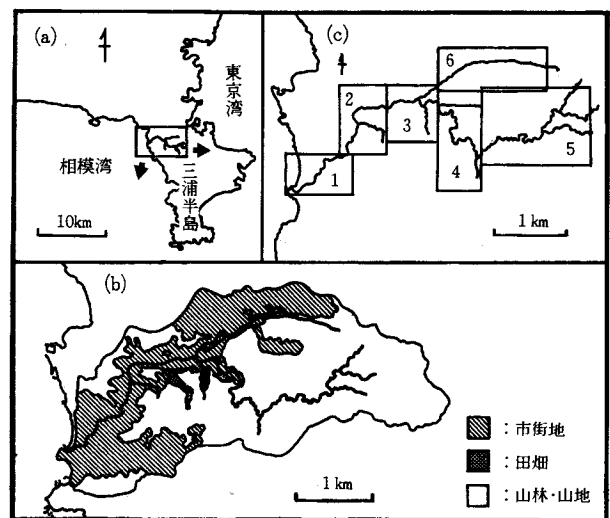 (a)
東京湾
相模湾
三浦半島
10km
(c)
1
2
3
4
5
6
1 km
(b)
：市街地
：田畑
：山林・山地
1 km